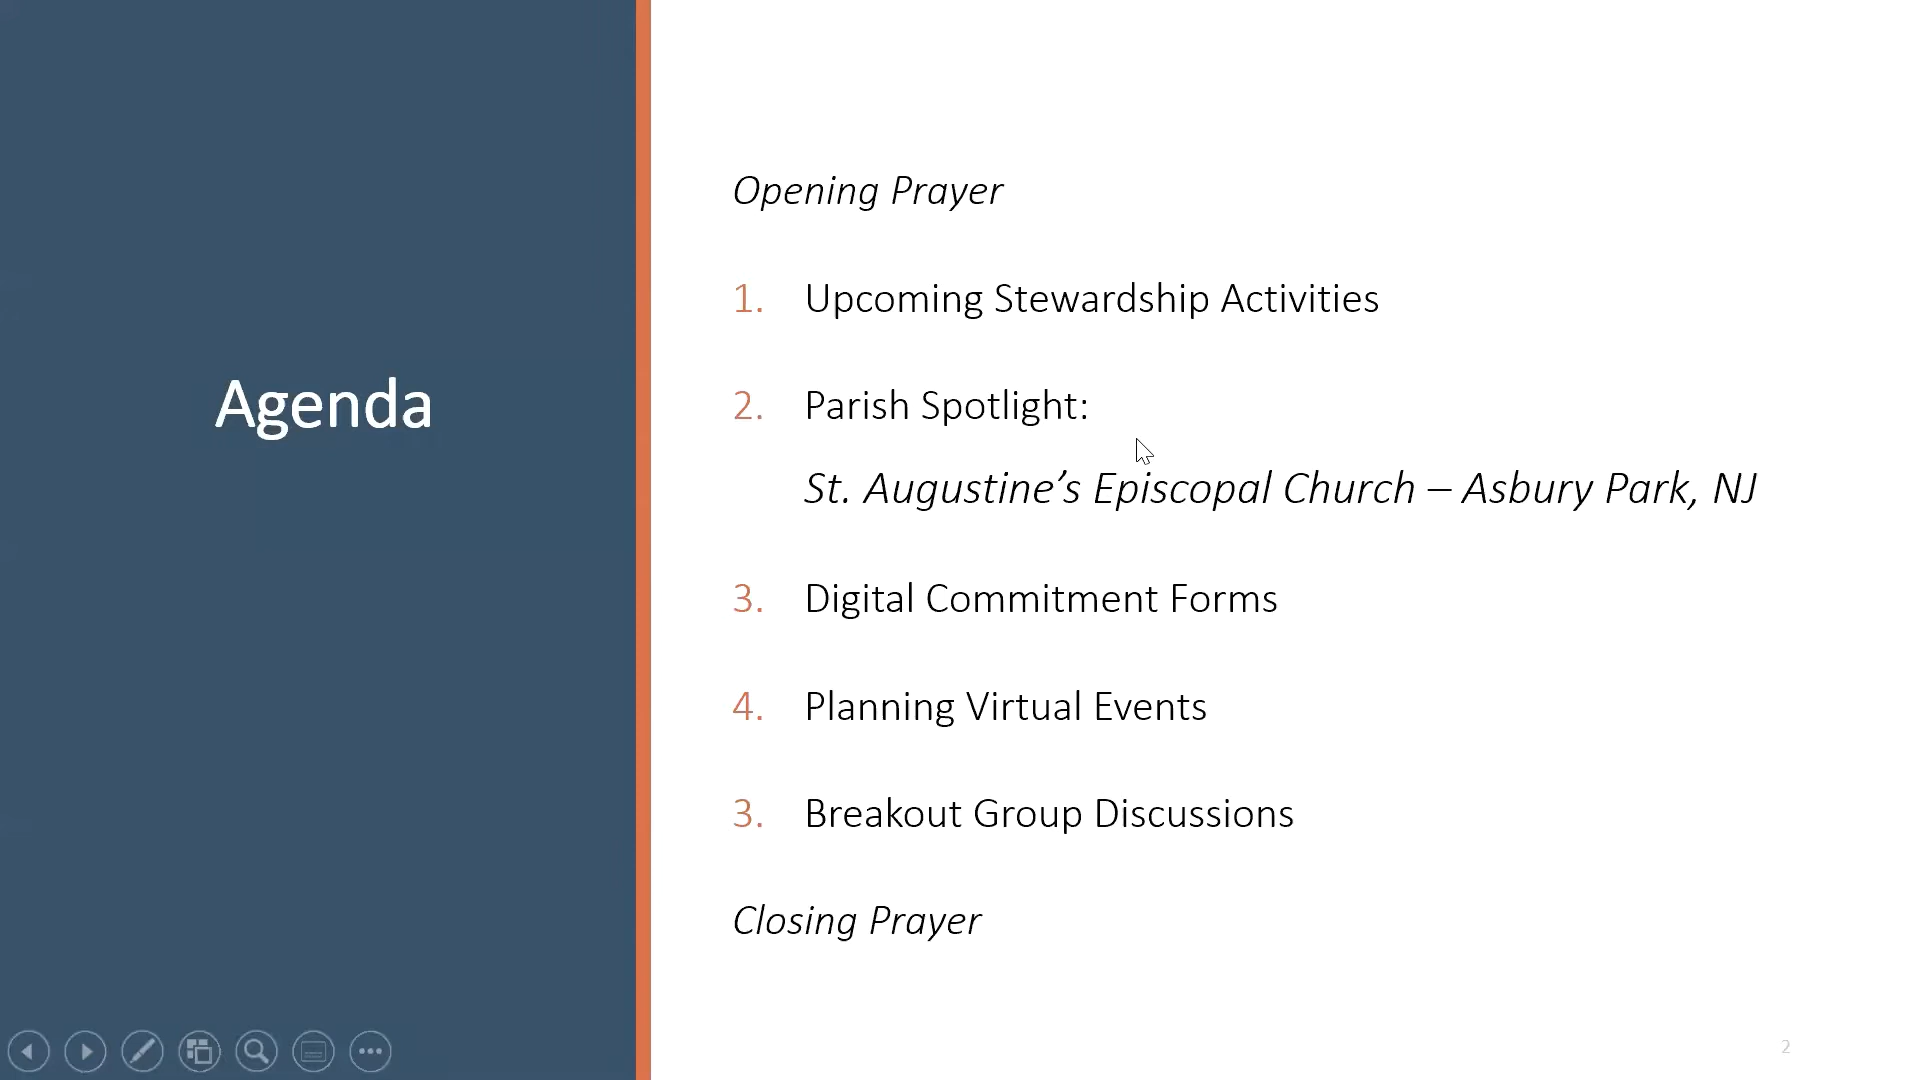 Agenda
Opening Prayer
1. Upcoming Stewardship Activities
2. Parish Spotlight:
St. Augustine’s Episcopal Church – Asbury Park, NJ
3. Digital Commitment Forms
4. Planning Virtual Events
3. Breakout Group Discussions
Closing Prayer
2